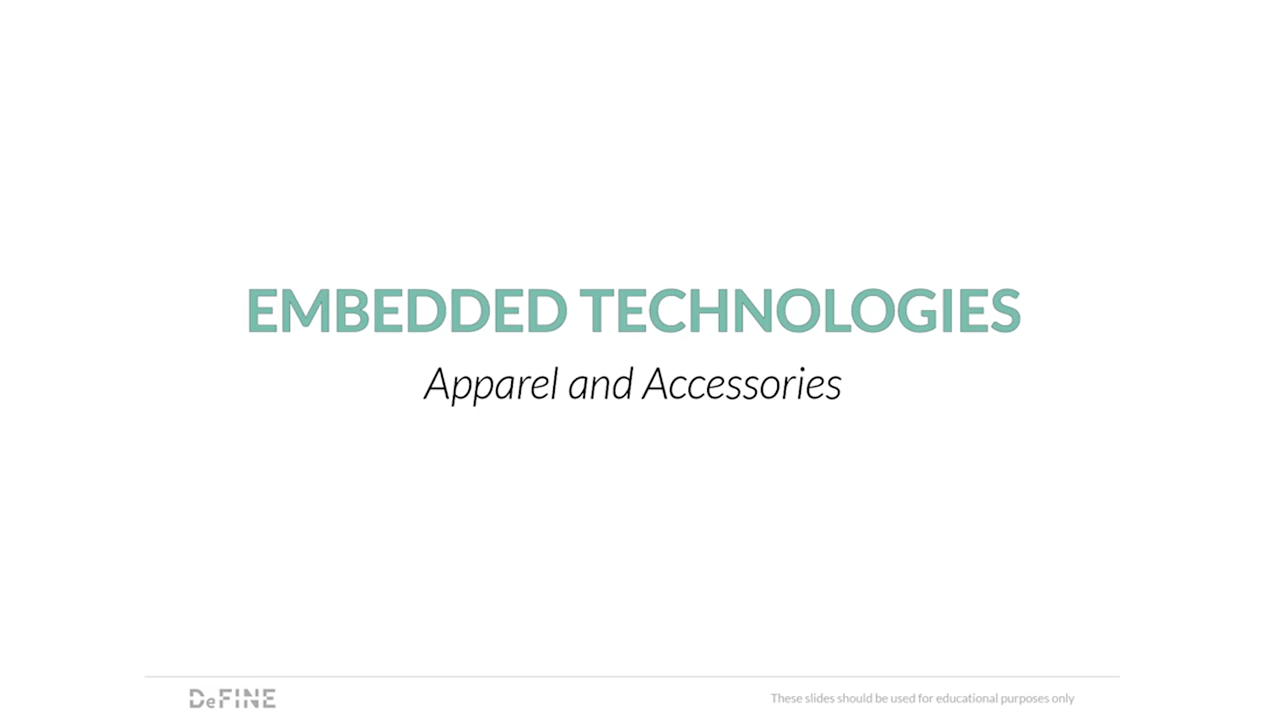 EMBEDDED TECHNOLOGIES
Apparel and Accessories
DeFINE
These slides should be used for educational purposes only